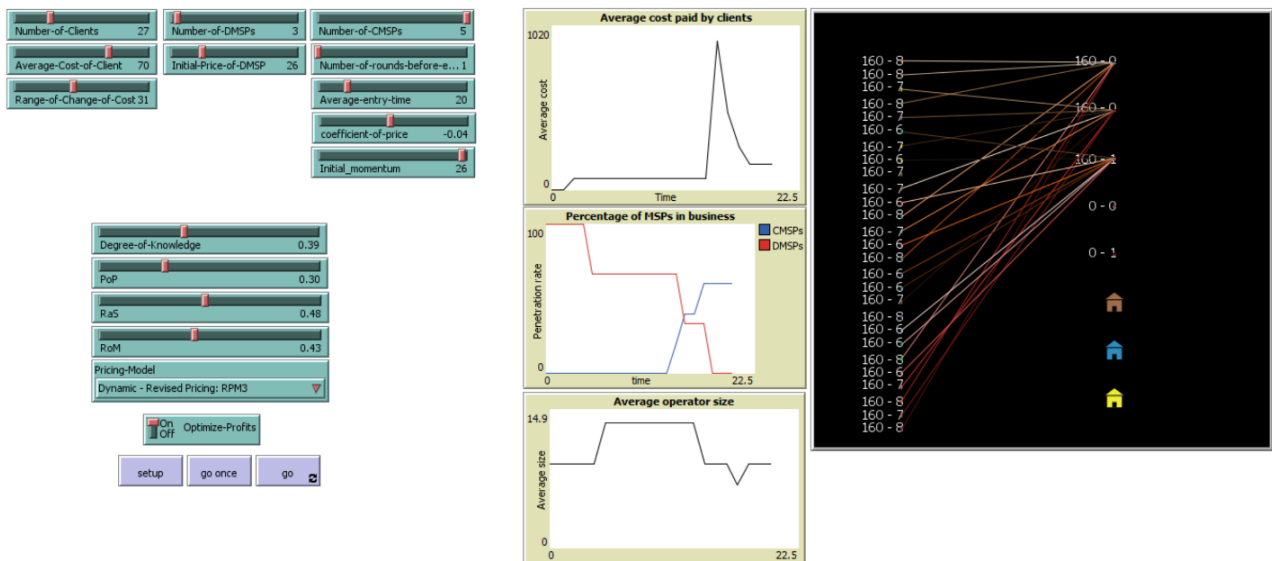 Number-of-Clients 27
Number-of-DMSPs 3
Number-of-CMSPs 5
Average-Cost-of-Client 70
Initial-Price-of-DMSP 26
Number-of-rounds-before-e... 1
Range-of-Change-of-Cost 31
Average-entry-time 20
coefficient-of-price -0.04
Initial_momentum 26
Degree-of-Knowledge 0.39
PoP 0.30
RaS 0.48
RoM 0.43
Pricing-Model
Dynamic - Revised Pricing: RPM3
On
Off
Optimize-Profits
setup
go once
go
Average cost paid by clients
1020
Average cost
0
0
Time
22.5
Percentage of MSPs in business
100
Penetration rate
0
0
time
22.5
CMSPs
DMSPs
Average operator size
14.9
Average size
0
0
22.5
160 - 8
160 - 8
160 - 7
160 - 8
160 - 7
160 - 6
160 - 7
160 - 6
160 - 7
160 - 7
160 - 6
160 - 8
160 - 7
160 - 6
160 - 8
160 - 6
160 - 6
160 - 7
160 - 8
160 - 6
160 - 6
160 - 8
160 - 6
160 - 7
160 - 8
160 - 7
160 - 8
160 - 0
160 - 0
160 - 1
0 - 0
0 - 1